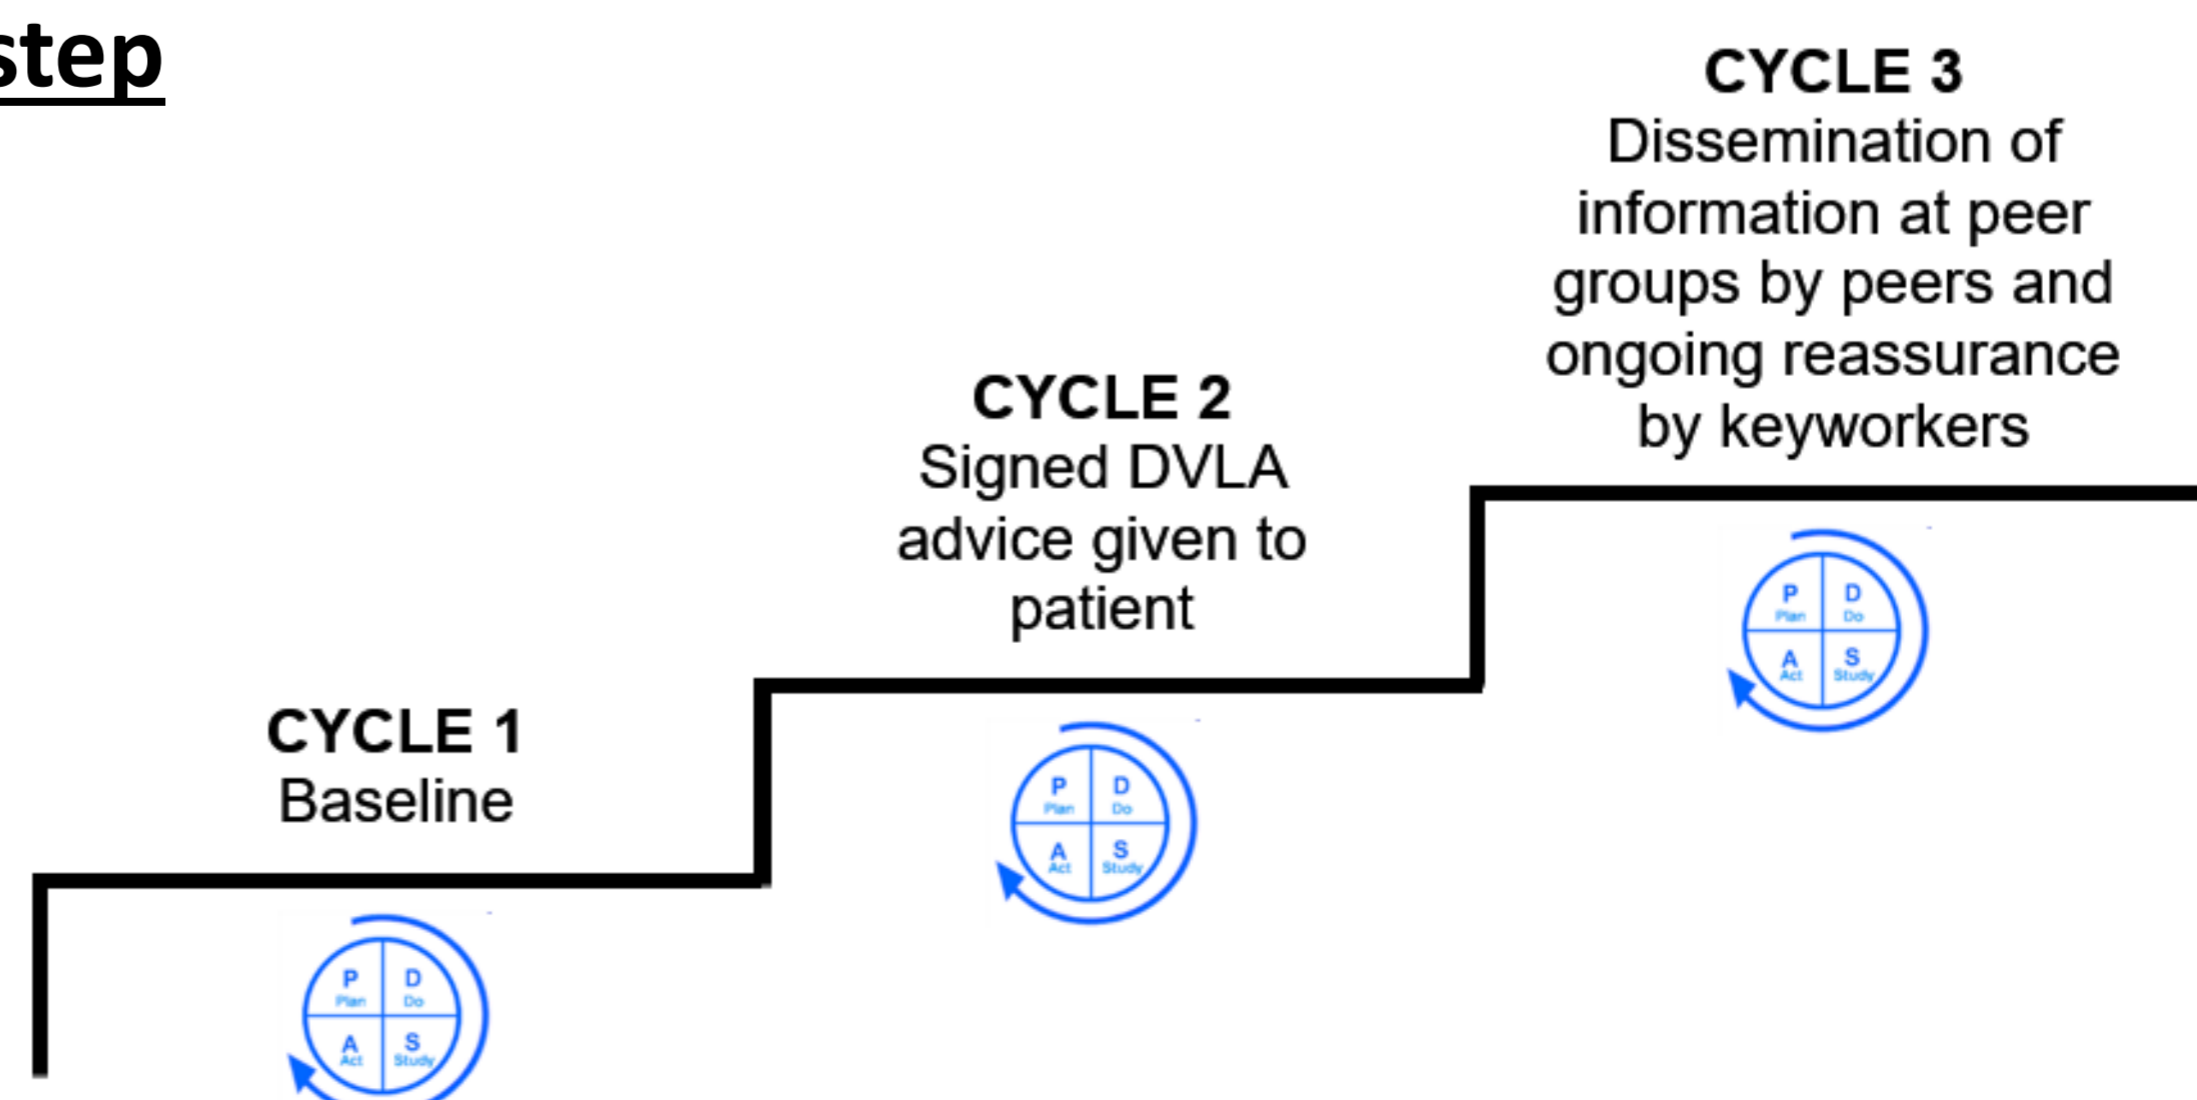 step
CYCLE 3
Dissemination of
information at peer
groups by peers and
ongoing reassurance
by keyworkers
CYCLE 2
Signed DVLA
advice given to
patient
CYCLE 1
Baseline
P D
Plan Do
A S
Act Study
P D
Plan Do
A S
Act Study
P D
Plan Do
A S
Act Study